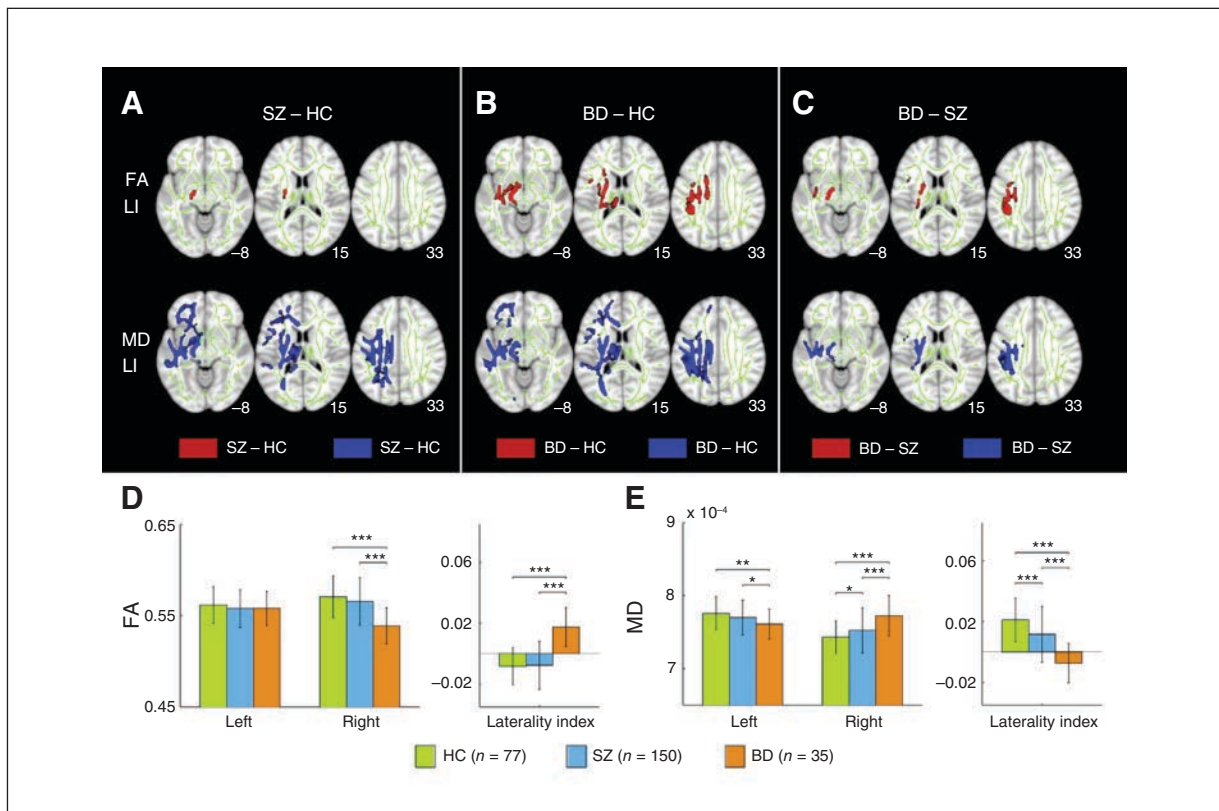 A
SZ – HC
B
BD – HC
C
BD – SZ
FA
LI
–8
15
33
–8
15
33
–8
15
33
MD
LI
–8
15
33
–8
15
33
–8
15
33
SZ – HC
SZ – HC
BD – HC
BD – HC
BD – SZ
BD – SZ
D
0.65
0.55
0.45
FA
***
***
Left
Right
0.06
0.02
–0.02
***
***
Laterality index
E
x 10⁻⁴
9
8
7
MD
**
*
***
***
*
Left
Right
0.06
0.02
–0.02
***
***
***
Laterality index
HC (n = 77)
SZ (n = 150)
BD (n = 35)